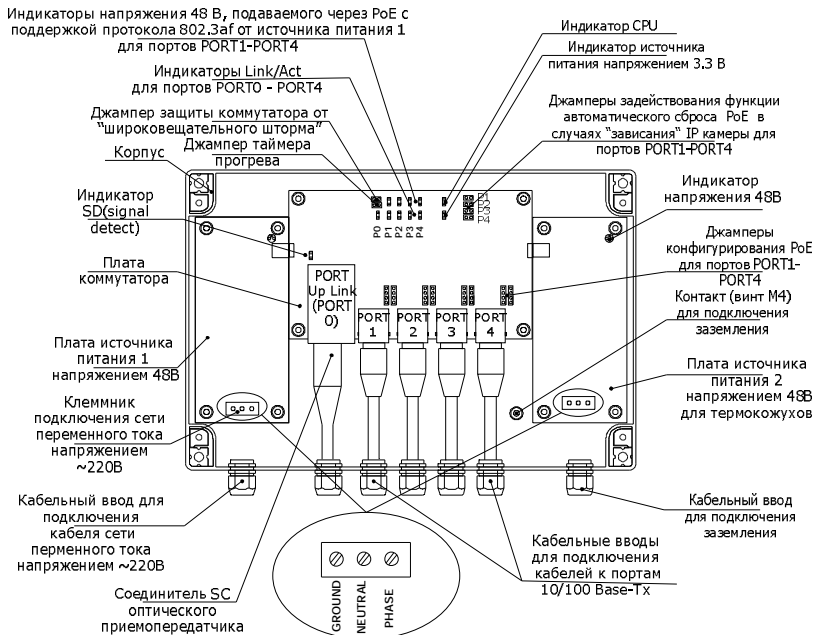 Индикаторы напряжения 48 В, подаваемого через PoE с
поддержкой протокола 802.3af от источника питания 1
для портов PORT1-PORT4
Индикаторы Link/Act
для портов PORT0 - PORT4
Джампер защиты коммутатора от
“широковещательного шторма”
Джампер таймера
прогрева
Корпус
Индикатор
SD(signal
detect)
Плата
коммутатора
Плата источника
питания 1
напряжением 48В
Клеммник
подключения сети
переменного тока
напряжением
~220В
Кабельный ввод для
подключения
кабеля сети
перменного тока
напряжением ~220В
Соединитель SC
оптического
приемопередатчика
Индикатор CPU
Индикатор источника
питания напряжением 3.3 В
Джамперы задействования функции
автоматического сброса PoE в
случаях “зависания“ IP камеры для
портов PORT1-PORT4
Индикатор
напряжения 48В
Джамперы
конфигурирования PoE
для портов PORT1-
PORT4
Контакт (винт М4)
для подключения
заземления
Плата источника
питания 2
напряжением 48В
для термокожухов
Кабельный ввод
для подключения
заземления
Кабельные вводы
для подключения
кабелей к портам
10/100 Base-Tx
P0
P1
P2
P3
P4
PORT
Up Link
(PORT
0)
PORT
1
PORT
2
PORT
3
PORT
4
GROUND
NEUTRAL
PHASE